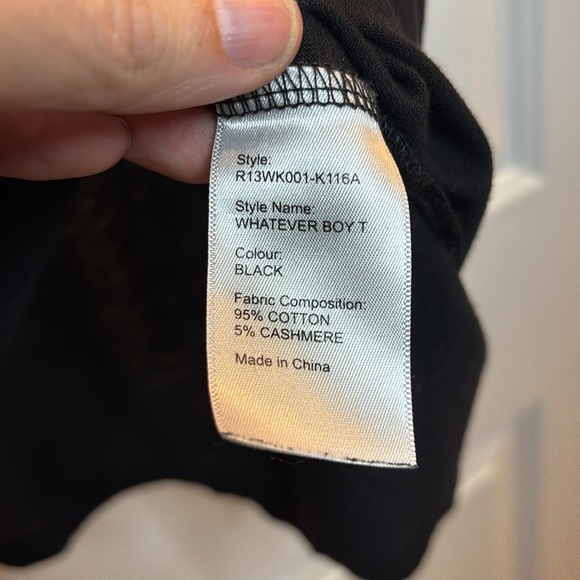 Style:
R13WK001-K116A
Style Name:
WHATEVER BOY T
Colour:
BLACK
Fabric Composition:
95% COTTON
5% CASHMERE
Made in China